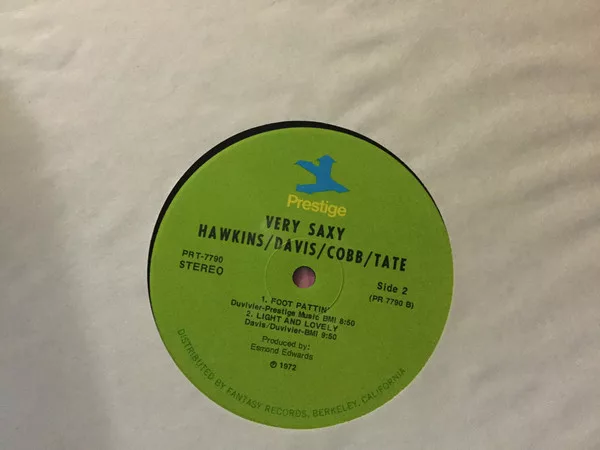 Prestige
VERY SAXY
HAWKINS/DAVIS/COBB/TATE
PRT-7790
STEREO
Side 2
(PR 7790 B)
1. FOOT PATTIN'
Duvivier-Prestige Music BMI 8:50
2. LIGHT AND LOVELY
Davis/Duvivier-BMI 9:50
Produced by:
Esmond Edwards
℗ 1972
DISTRIBUTED BY FANTASY RECORDS, BERKELEY, CALIFORNIA